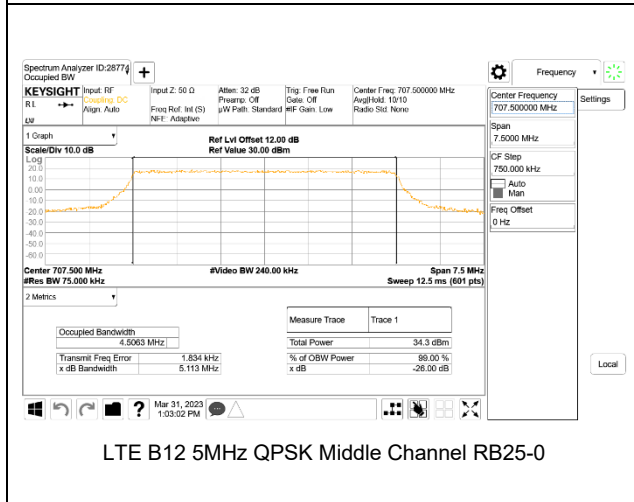 Spectrum Analyzer ID:28774
Occupied BW
Frequency
KEYSIGHT
Input: RF
Coupling: DC
Align: Auto
Input Z: 50 Ω
Freq Ref: Int (S)
NFE: Adaptive
Atten: 32 dB
Preamp: Off
µW Path: Standard
Trig: Free Run
Gate: Off
#IF Gain: Low
Center Freq: 707.500000 MHz
Avg|Hold: 10/10
Radio Std: None
RL
Center Frequency
707.500000 MHz
Settings
Span
7.5000 MHz
CF Step
750.000 kHz
Auto
Man
Freq Offset
0 Hz
1 Graph
Scale/Div 10.0 dB
Ref Lvl Offset 12.00 dB
Ref Value 30.00 dBm
Log
20.0
10.0
0.00
-10.0
-20.0
-30.0
-40.0
-50.0
-60.0
Center 707.500 MHz
#Video BW 240.00 kHz
Span 7.5 MHz
#Res BW 75.000 kHz
Sweep 12.5 ms (601 pts)
2 Metrics
Measure Trace Trace 1
Occupied Bandwidth
4.5063 MHz
Total Power 34.3 dBm
Transmit Freq Error 1.834 kHz
% of OBW Power 99.00 %
x dB Bandwidth 5.113 MHz
x dB -26.00 dB
Local
Mar 31, 2023
1:03:02 PM
LTE B12 5MHz QPSK Middle Channel RB25-0